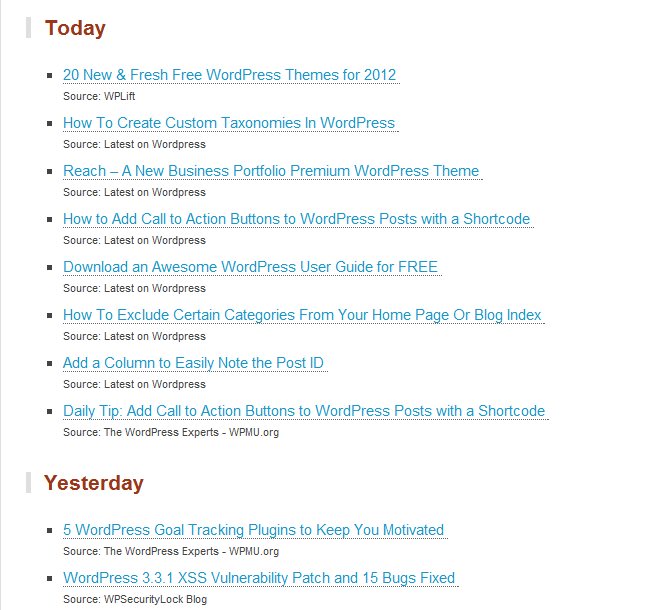 Today
20 New & Fresh Free WordPress Themes for 2012
Source: WPLift
How To Create Custom Taxonomies In WordPress
Source: Latest on Wordpress
Reach – A New Business Portfolio Premium WordPress Theme
Source: Latest on Wordpress
How to Add Call to Action Buttons to WordPress Posts with a Shortcode
Source: Latest on Wordpress
Download an Awesome WordPress User Guide for FREE
Source: Latest on Wordpress
How To Exclude Certain Categories From Your Home Page Or Blog Index
Source: Latest on Wordpress
Add a Column to Easily Note the Post ID
Source: Latest on Wordpress
Daily Tip: Add Call to Action Buttons to WordPress Posts with a Shortcode
Source: The WordPress Experts - WPMU.org
Yesterday
5 WordPress Goal Tracking Plugins to Keep You Motivated
Source: The WordPress Experts - WPMU.org
WordPress 3.3.1 XSS Vulnerability Patch and 15 Bugs Fixed
Source: WPSecurityLock Blog